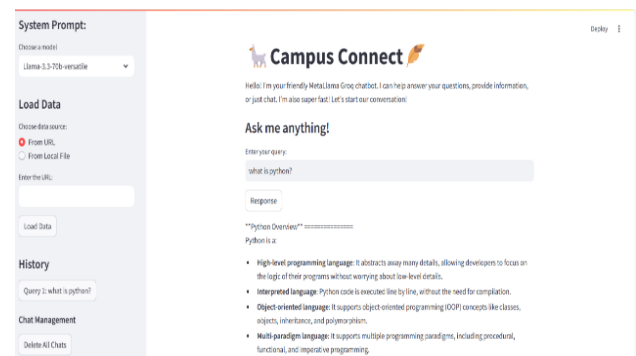 System Prompt:
Choose a model
Llama-3.3-70b-versatile
Load Data
Choose data source:
From URL
From Local File
Enter the URL:
Load Data
History
Query 1: what is python?
Chat Management
Delete All Chats
Deploy
Campus Connect
Hello! I'm your friendly MetaLlama Groq chatbot. I can help answer your questions, provide information,
or just chat. I'm also super fast! Let's start our conversation!
Ask me anything!
Enter your query:
what is python?
Response
**Python Overview** ================
Python is a:
High-level programming language: It abstracts away many details, allowing developers to focus on
the logic of their programs without worrying about low-level details.
Interpreted language: Python code is executed line by line, without the need for compilation.
Object-oriented language: It supports object-oriented programming (OOP) concepts like classes,
objects, inheritance, and polymorphism.
Multi-paradigm language: It supports multiple programming paradigms, including procedural,
functional, and imperative programming.